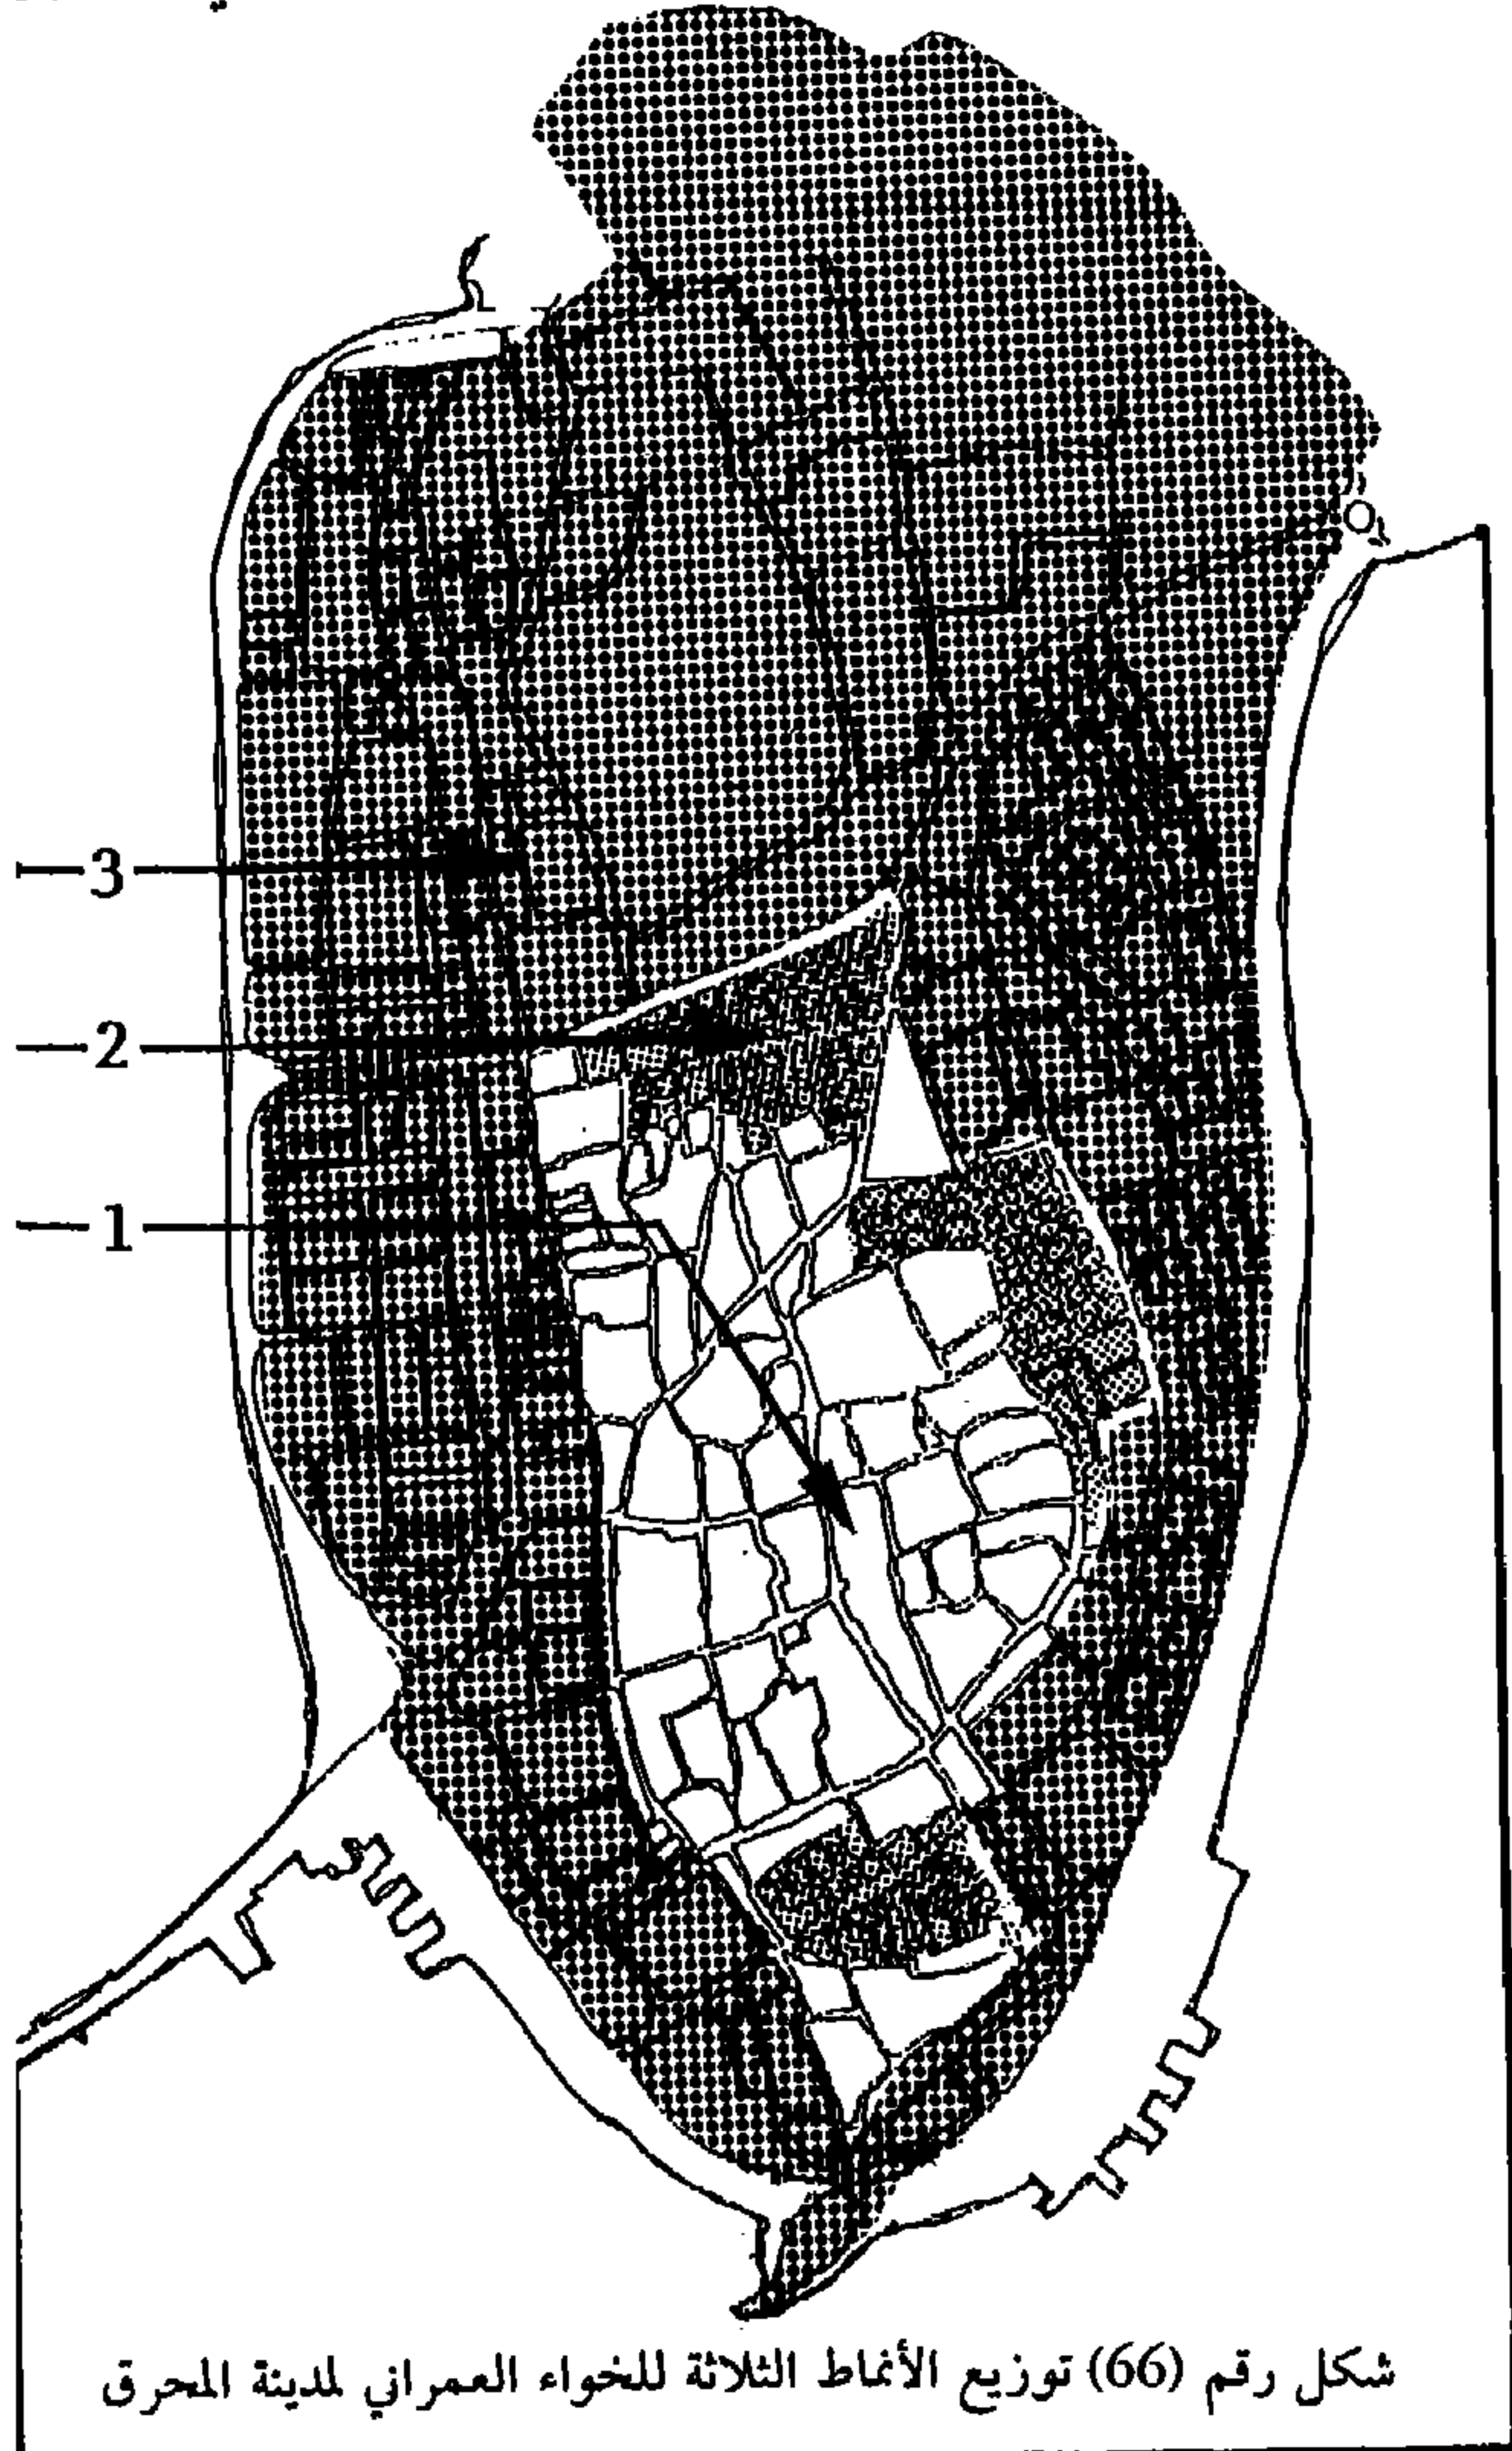 3
2
1
شكل رقم (66) توزيع الأنماط الثلاثة للخواء العمراني لمدينة المحرق